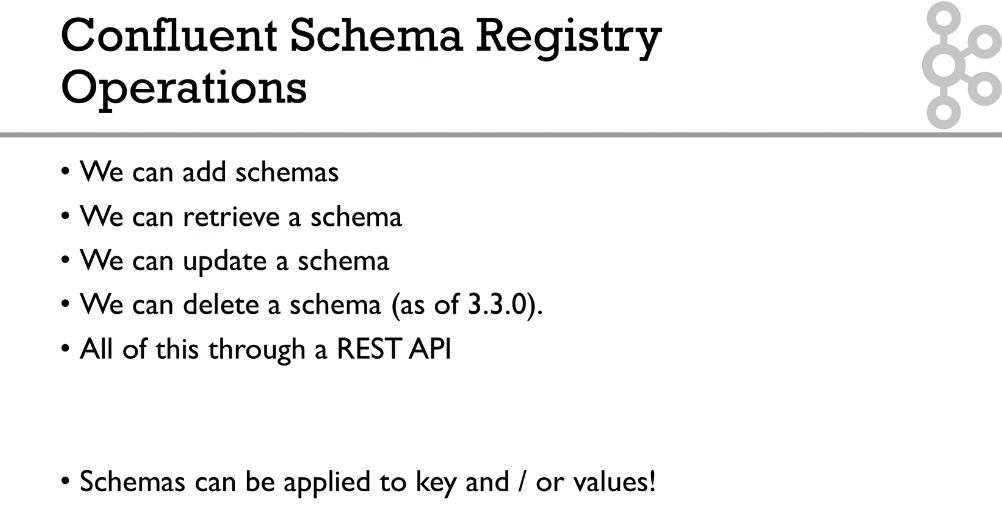 Confluent Schema Registry
Operations
• We can add schemas
• We can retrieve a schema
• We can update a schema
• We can delete a schema (as of 3.3.0).
• All of this through a REST API
• Schemas can be applied to key and / or values!